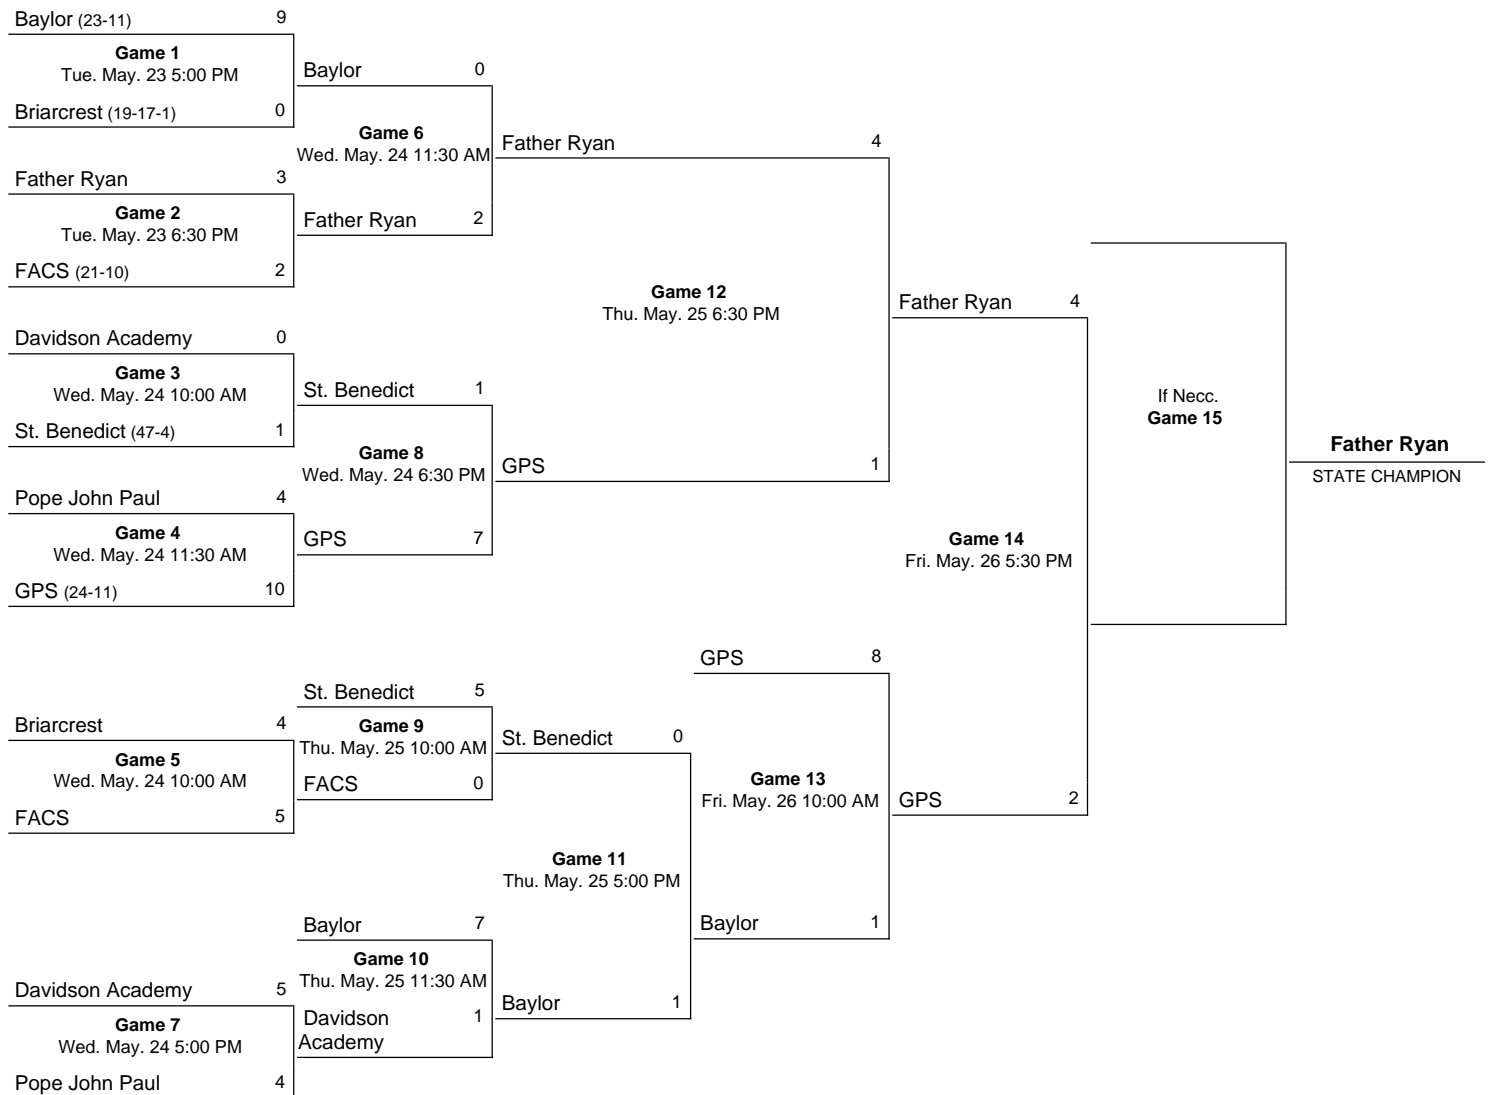 Baylor (23-11) 9
Game 1
Tue. May. 23 5:00 PM
Briarcrest (19-17-1) 0
Father Ryan 3
Game 2
Tue. May. 23 6:30 PM
FACS (21-10) 2
Davidson Academy 0
Game 3
Wed. May. 24 10:00 AM
St. Benedict (47-4) 1
Pope John Paul 4
Game 4
Wed. May. 24 11:30 AM
GPS (24-11) 10
Briarcrest 4
Game 5
Wed. May. 24 10:00 AM
FACS 5
Davidson Academy 5
Game 7
Wed. May. 24 5:00 PM
Pope John Paul 4
Baylor 0
Game 6
Wed. May. 24 11:30 AM
Father Ryan 2
St. Benedict 1
Game 8
Wed. May. 24 6:30 PM
GPS 7
St. Benedict 5
Game 9
Thu. May. 25 10:00 AM
FACS 0
Baylor 7
Game 10
Thu. May. 25 11:30 AM
Davidson 1
Academy
Father Ryan 4
Game 12
Thu. May. 25 6:30 PM
GPS 1
St. Benedict 0
Game 11
Thu. May. 25 5:00 PM
Baylor 1
GPS 8
Game 13
Fri. May. 26 10:00 AM
Baylor 1
Father Ryan 4
Game 14
Fri. May. 26 5:30 PM
GPS 2
If Necc.
Game 15
Father Ryan
STATE CHAMPION